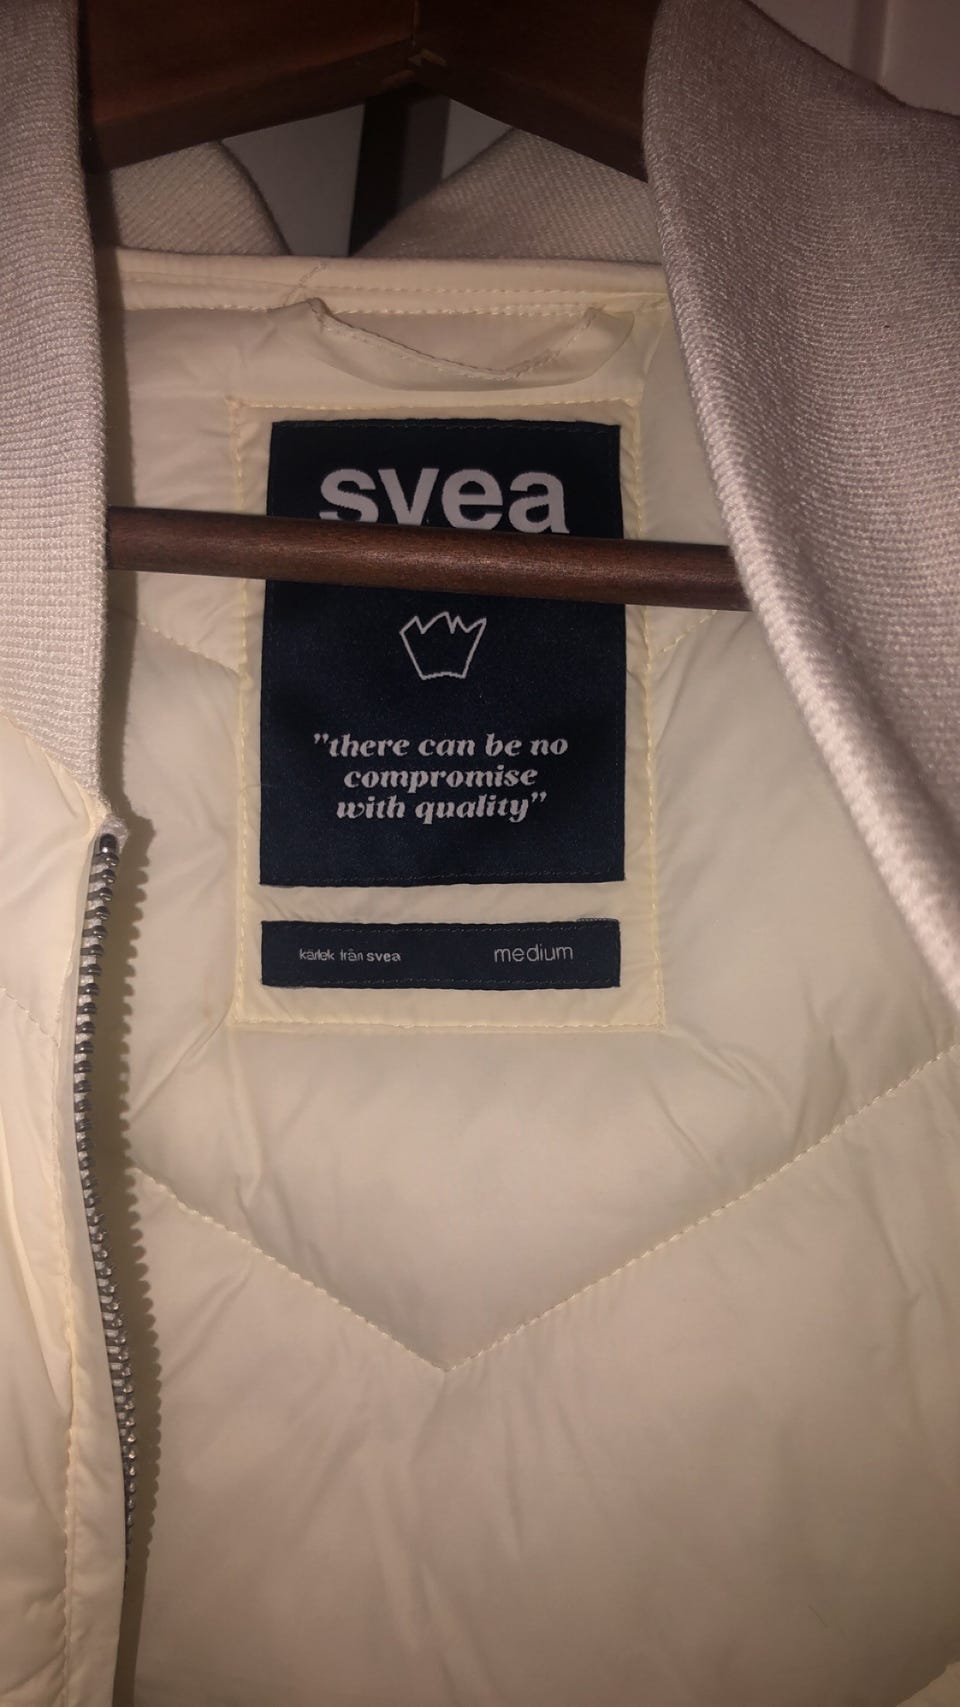 svea
”there can be no
compromise
with quality”
kärlek från svea medium